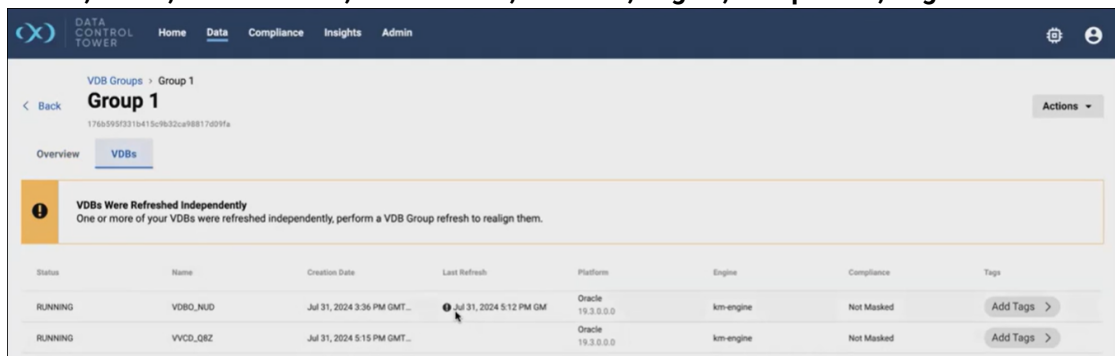 DATA
CONTROL
TOWER
Home Data Compliance Insights Admin
VDB Groups > Group 1
< Back
Group 1
Actions
176b595f331b415c9b32ca98817d09fa
Overview VDBs
VDBs Were Refreshed Independently
One or more of your VDBs were refreshed independently, perform a VDB Group refresh to realign them.
Status Name Creation Date Last Refresh Platform Engine Compliance Tags
RUNNING VDBO_NUD Jul 31, 2024 3:36 PM GMT... Jul 31, 2024 5:12 PM GM Oracle km-engine Not Masked Add Tags >
19.3.0.0.0
RUNNING VVCD_Q8Z Jul 31, 2024 5:15 PM GMT... Oracle km-engine Not Masked Add Tags >
19.3.0.0.0